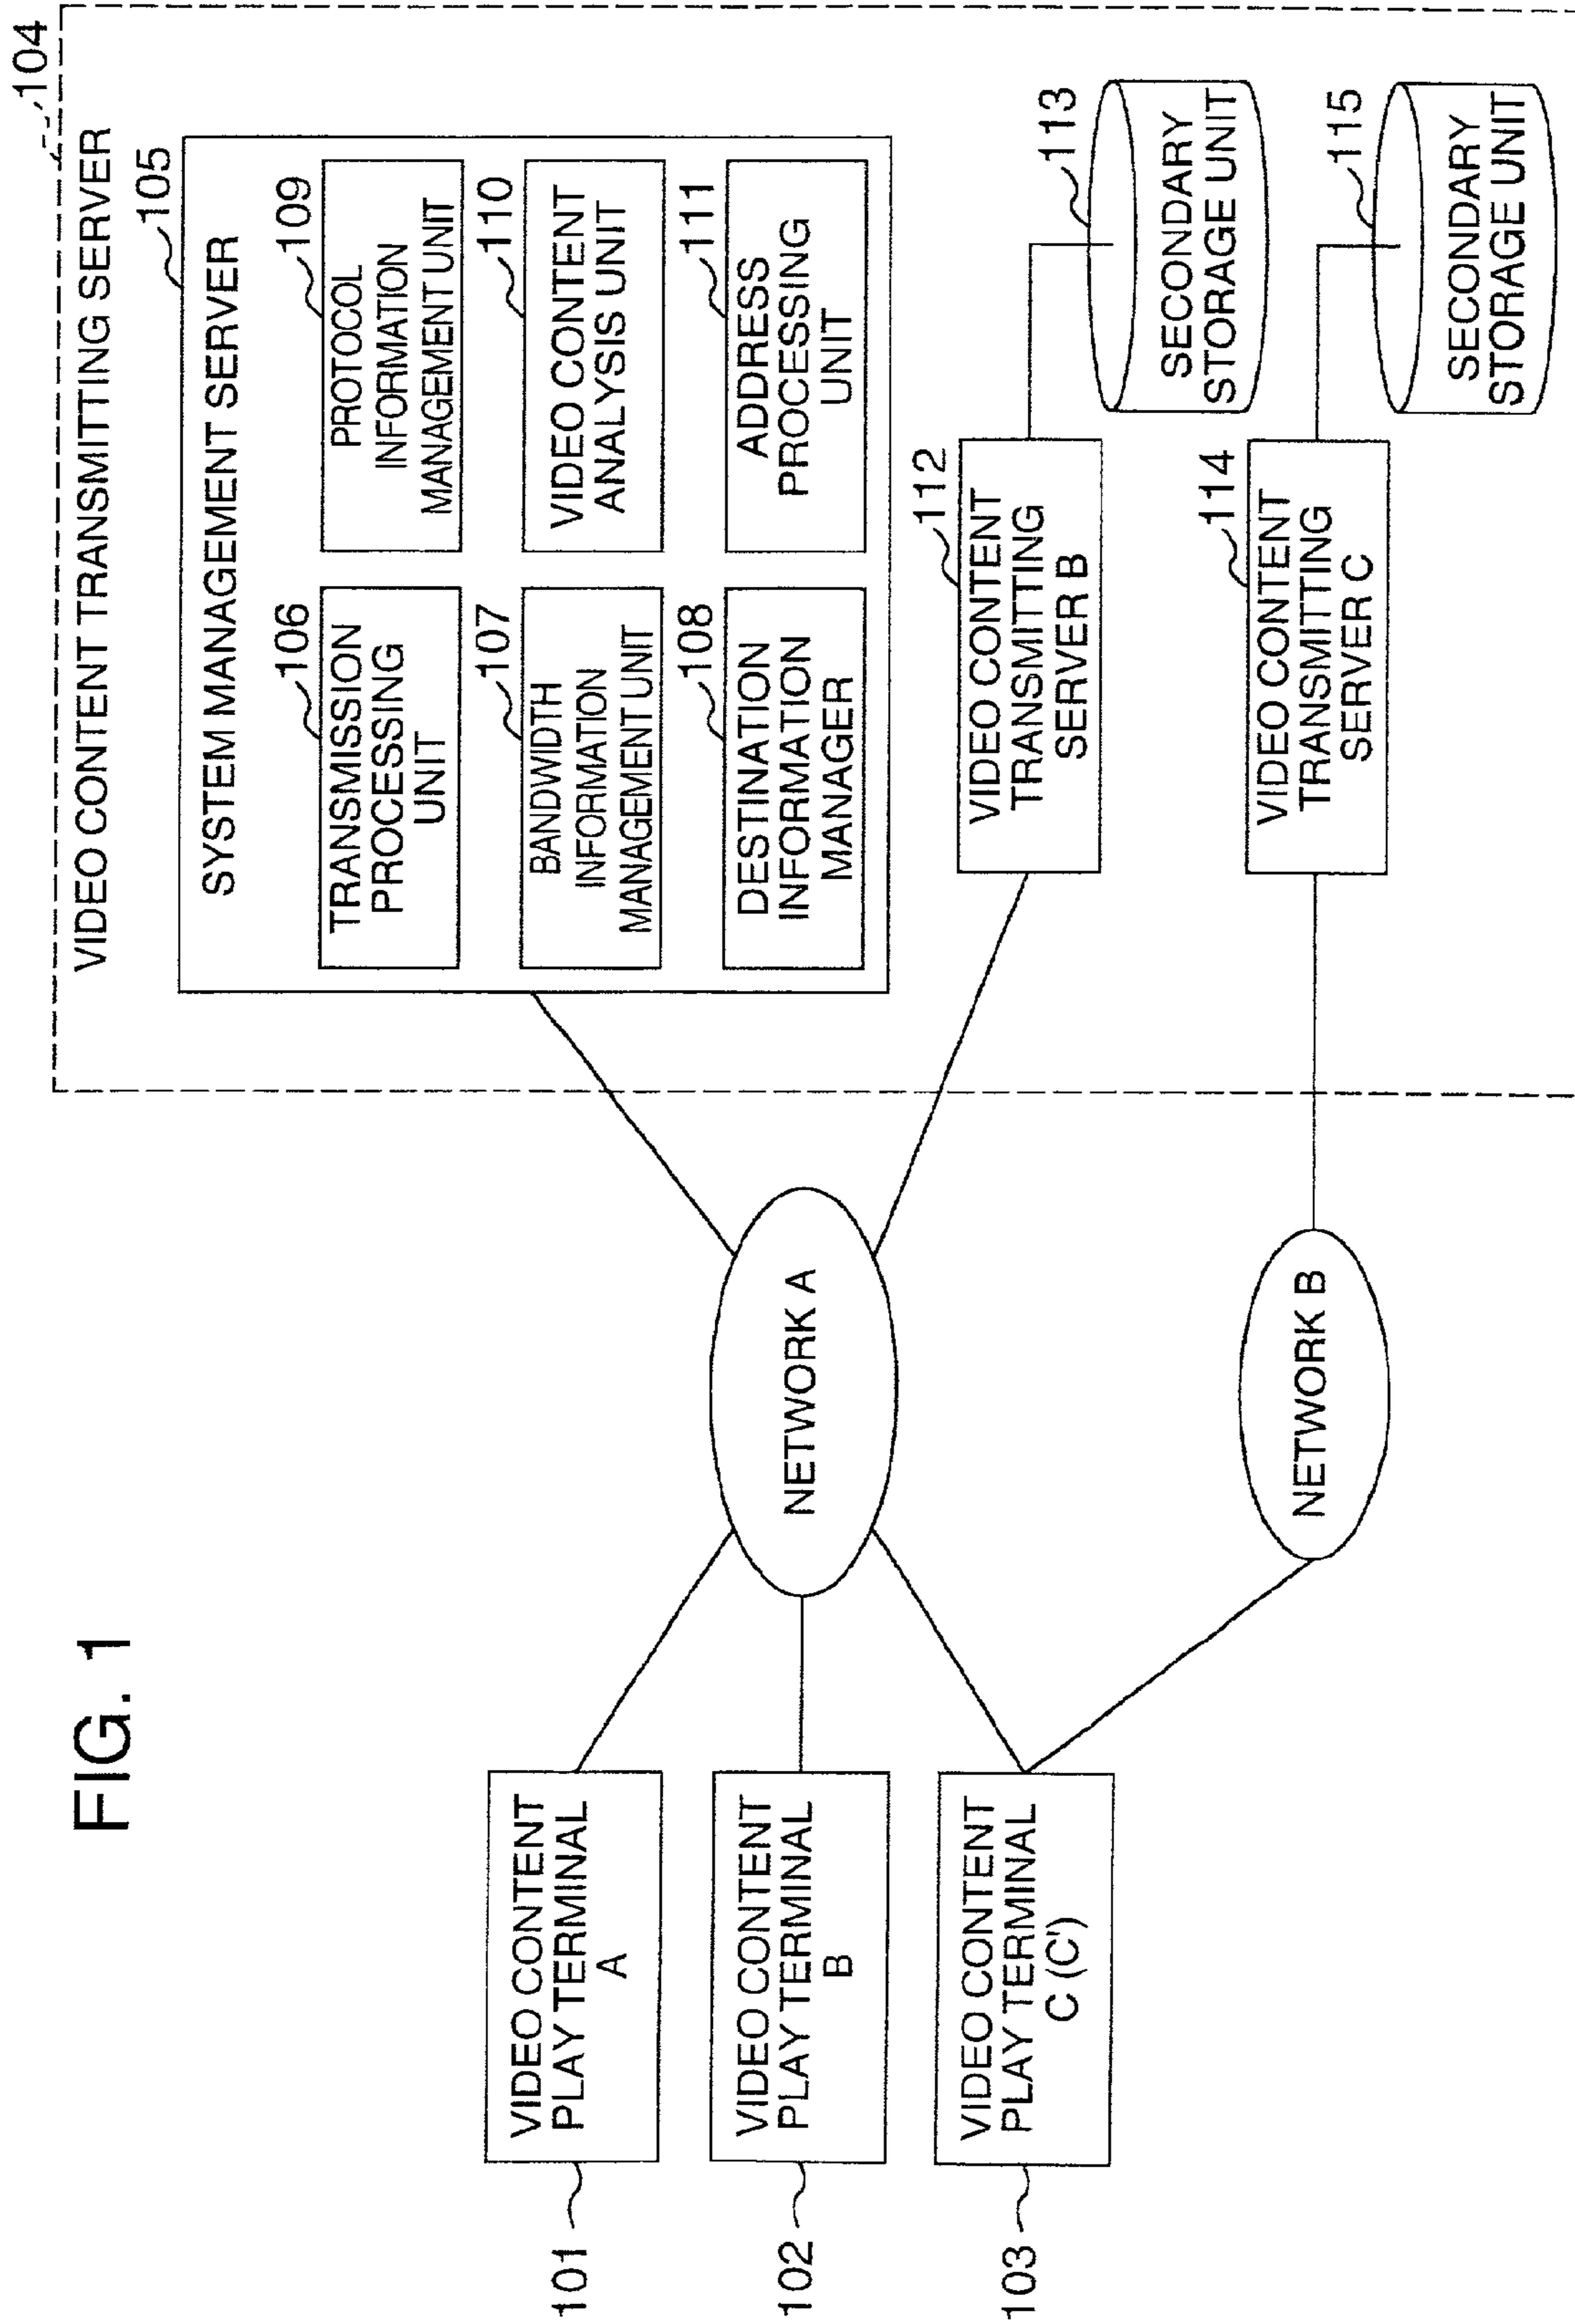 FIG. 1
104
VIDEO CONTENT TRANSMITTING SERVER
105
SYSTEM MANAGEMENT SERVER
106
TRANSMISSION
PROCESSING
UNIT
109
PROTOCOL
INFORMATION
MANAGEMENT UNIT
107
BANDWIDTH
INFORMATION
MANAGEMENT UNIT
110
VIDEO CONTENT
ANALYSIS UNIT
108
DESTINATION
INFORMATION
MANAGER
111
ADDRESS
PROCESSING
UNIT
101
VIDEO CONTENT
PLAY TERMINAL
A
102
VIDEO CONTENT
PLAY TERMINAL
B
103
VIDEO CONTENT
PLAY TERMINAL
C (C')
NETWORK A
NETWORK B
112
VIDEO CONTENT
TRANSMITTING
SERVER B
113
SECONDARY
STORAGE UNIT
114
VIDEO CONTENT
TRANSMITTING
SERVER C
115
SECONDARY
STORAGE UNIT